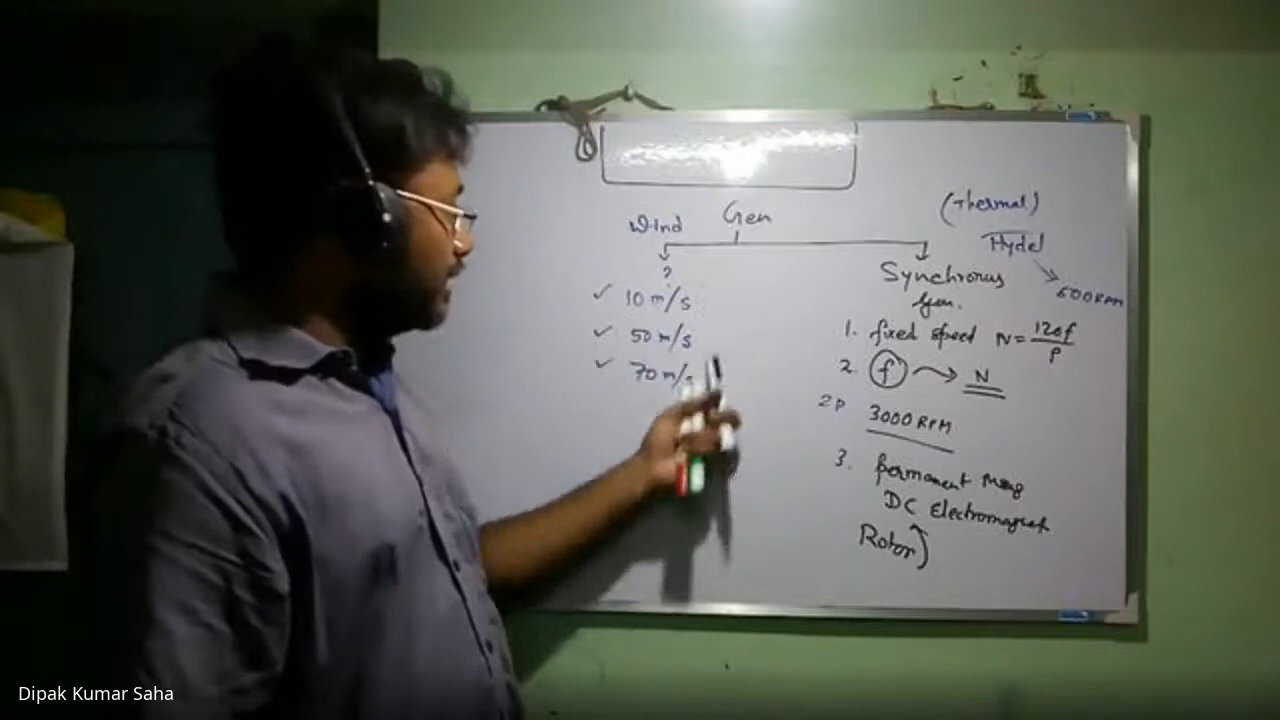 Gen
Wind
?
10 m/s
50 m/s
70 m/s
(Thermal)
Hydel
600 RPM
Synchronus
Gen.
1. fixed speed N = 120f / P
2. f → N
2P 3000 RPM
3. permanent mag
DC Electromagnet
Rotor)
Dipak Kumar Saha